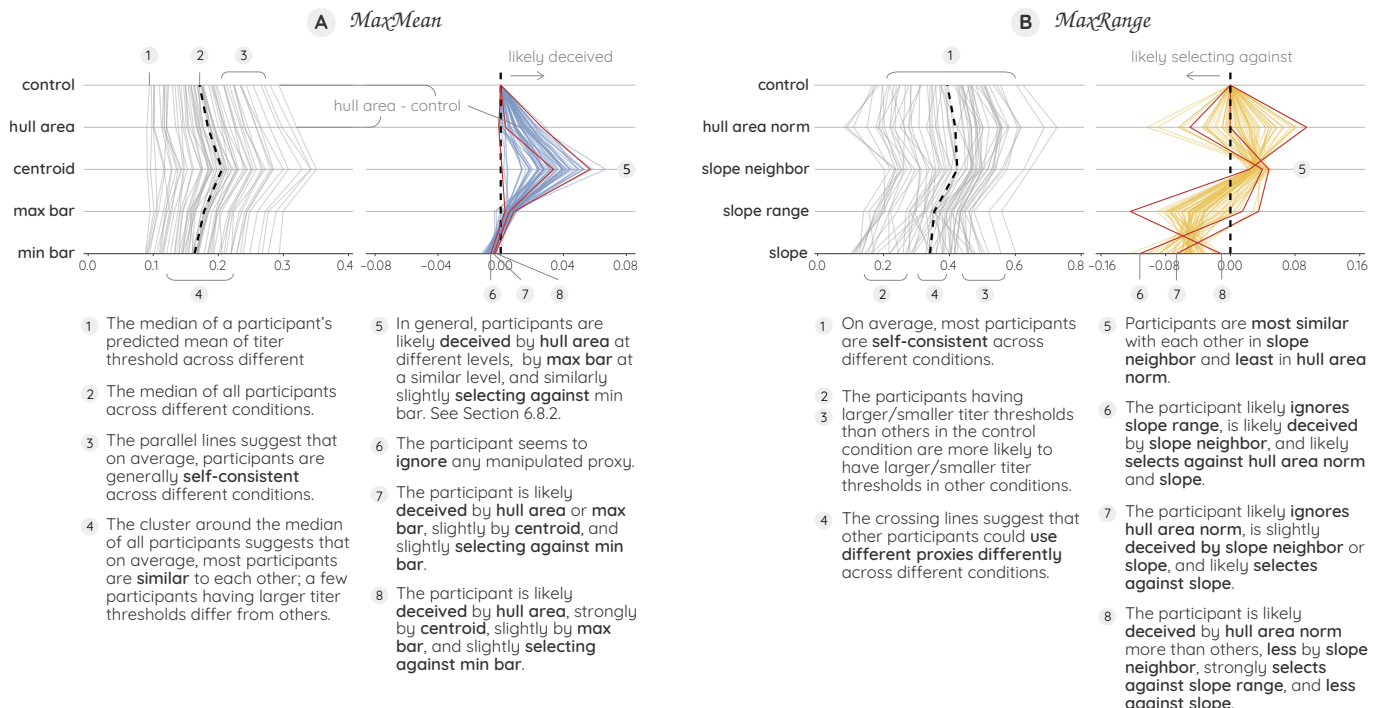 A MaxMean
1 2 3 likely deceived
control
hull area - control
hull area
centroid
5
max bar
min bar
0.0 0.1 0.2 0.3 0.4 −0.08 −0.04 0.00 0.04 0.08
4 6 7 8
1 The median of a participant's
predicted mean of titer
threshold across different
2 The median of all participants
across different conditions.
3 The parallel lines suggest that
on average, participants are
generally self-consistent
across different conditions.
4 The cluster around the median
of all participants suggests that
on average, most participants
are similar to each other; a few
participants having larger titer
thresholds differ from others.
5 In general, participants are
likely deceived by hull area at
different levels, by max bar at
a similar level, and similarly
slightly selecting against min
bar. See Section 6.8.2.
6 The participant seems to
ignore any manipulated proxy.
7 The participant is likely
deceived by hull area or max
bar, slightly by centroid, and
slightly selecting against min
bar.
8 The participant is likely
deceived by hull area, strongly
by centroid, slightly by max
bar, and slightly selecting
against min bar.
B MaxRange
1 likely selecting against
control
hull area norm
slope neighbor
5
slope range
slope
0.0 0.2 0.4 0.6 0.8 −0.16 −0.08 0.00 0.08 0.16
2 4 3 6 7 8
1 On average, most participants
are self-consistent across
different conditions.
2 The participants having
3 larger/smaller titer thresholds
than others in the control
condition are more likely to
have larger/smaller titer
thresholds in other conditions.
4 The crossing lines suggest that
other participants could use
different proxies differently
across different conditions.
5 Participants are most similar
with each other in slope
neighbor and least in hull area
norm.
6 The participant likely ignores
slope range, is likely deceived
by slope neighbor, and likely
selects against hull area norm
and slope.
7 The participant likely ignores
hull area norm, is slightly
deceived by slope neighbor or
slope, and likely selectes
against slope.
8 The participant is likely
deceived by hull area norm
more than others, less by slope
neighbor, strongly selects
against slope range, and less
against slope.